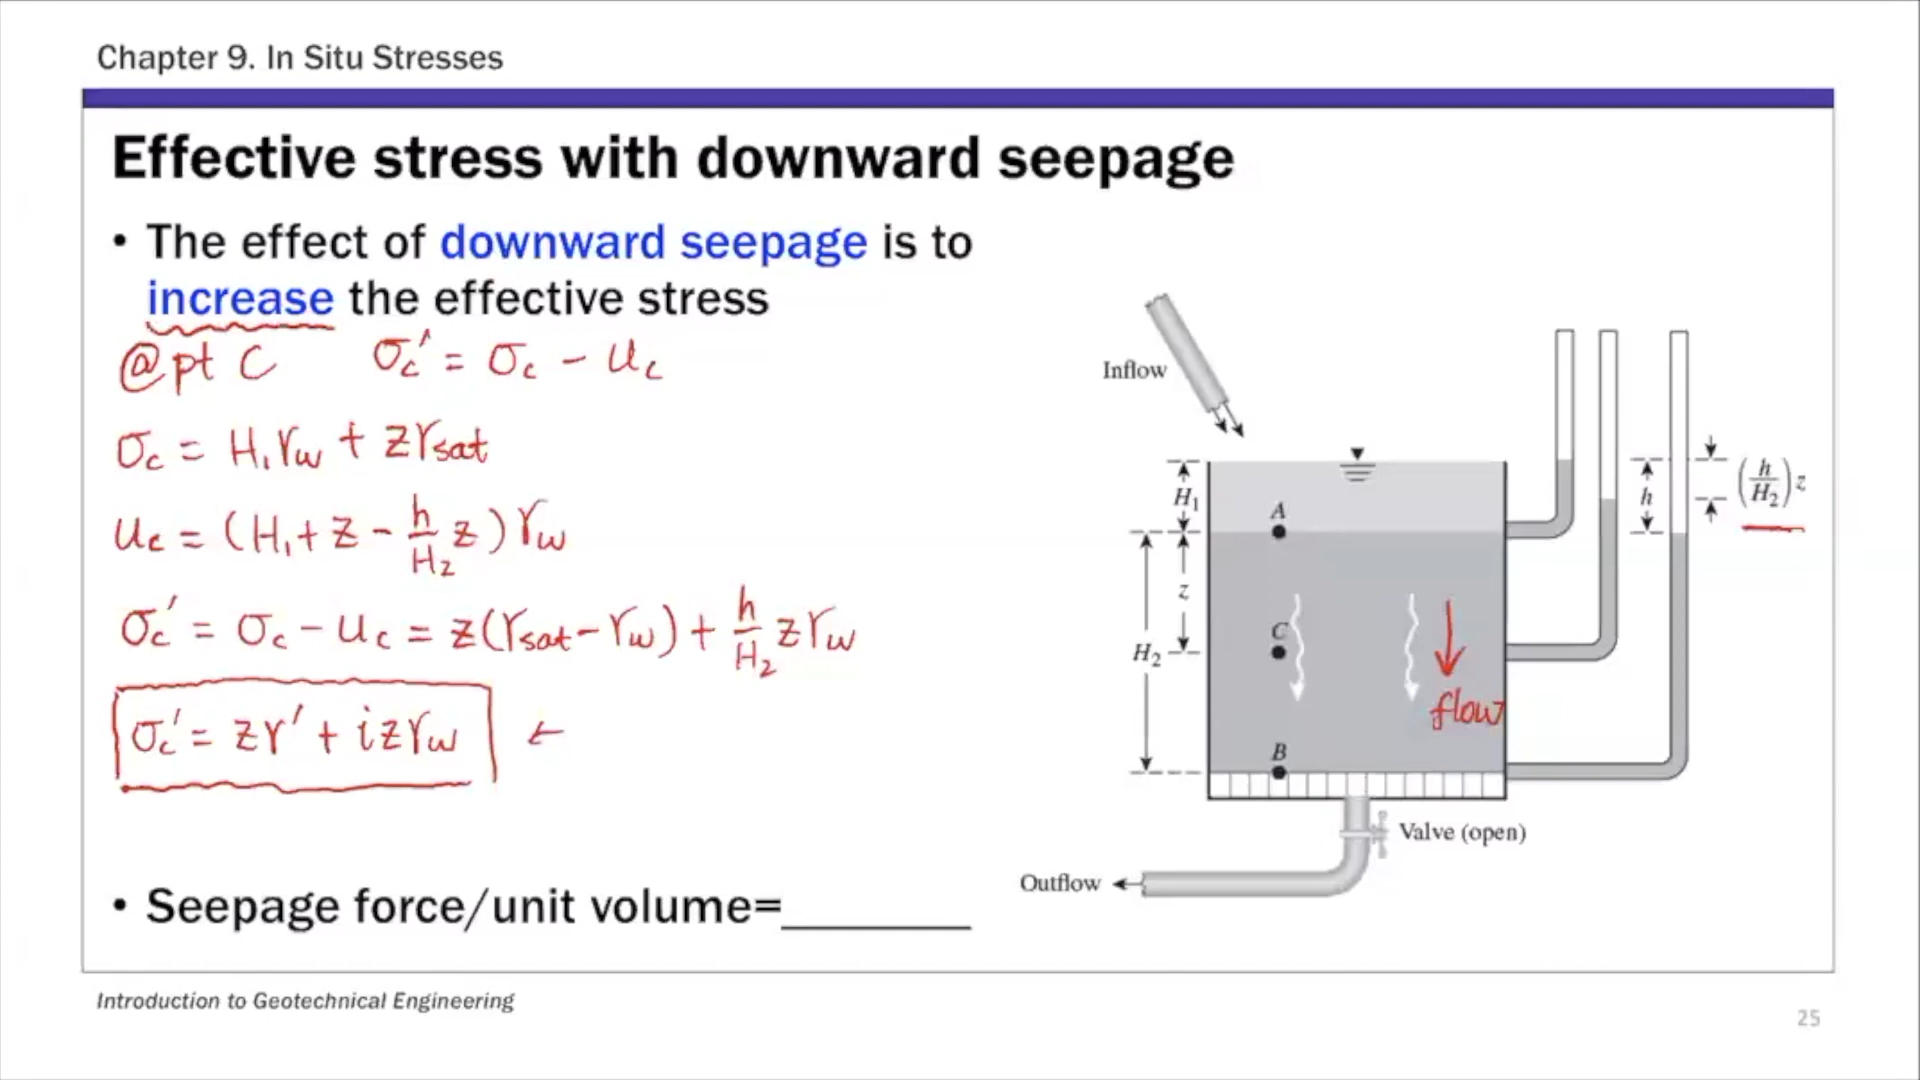 Chapter 9. In Situ Stresses
Effective stress with downward seepage
• The effect of downward seepage is to
increase the effective stress
@pt C σc' = σc - uc
σc = H₁γw + zγsat
uc = (H₁ + z - h/H₂ z)γw
σc' = σc - uc = z(γsat - γw) + h/H₂ zγw
σc' = zγ' + izγw ←
• Seepage force/unit volume=________
Inflow
H₁
A
h
(h/H₂)z
z
C
H₂
flow
B
Valve (open)
Outflow
Introduction to Geotechnical Engineering
25